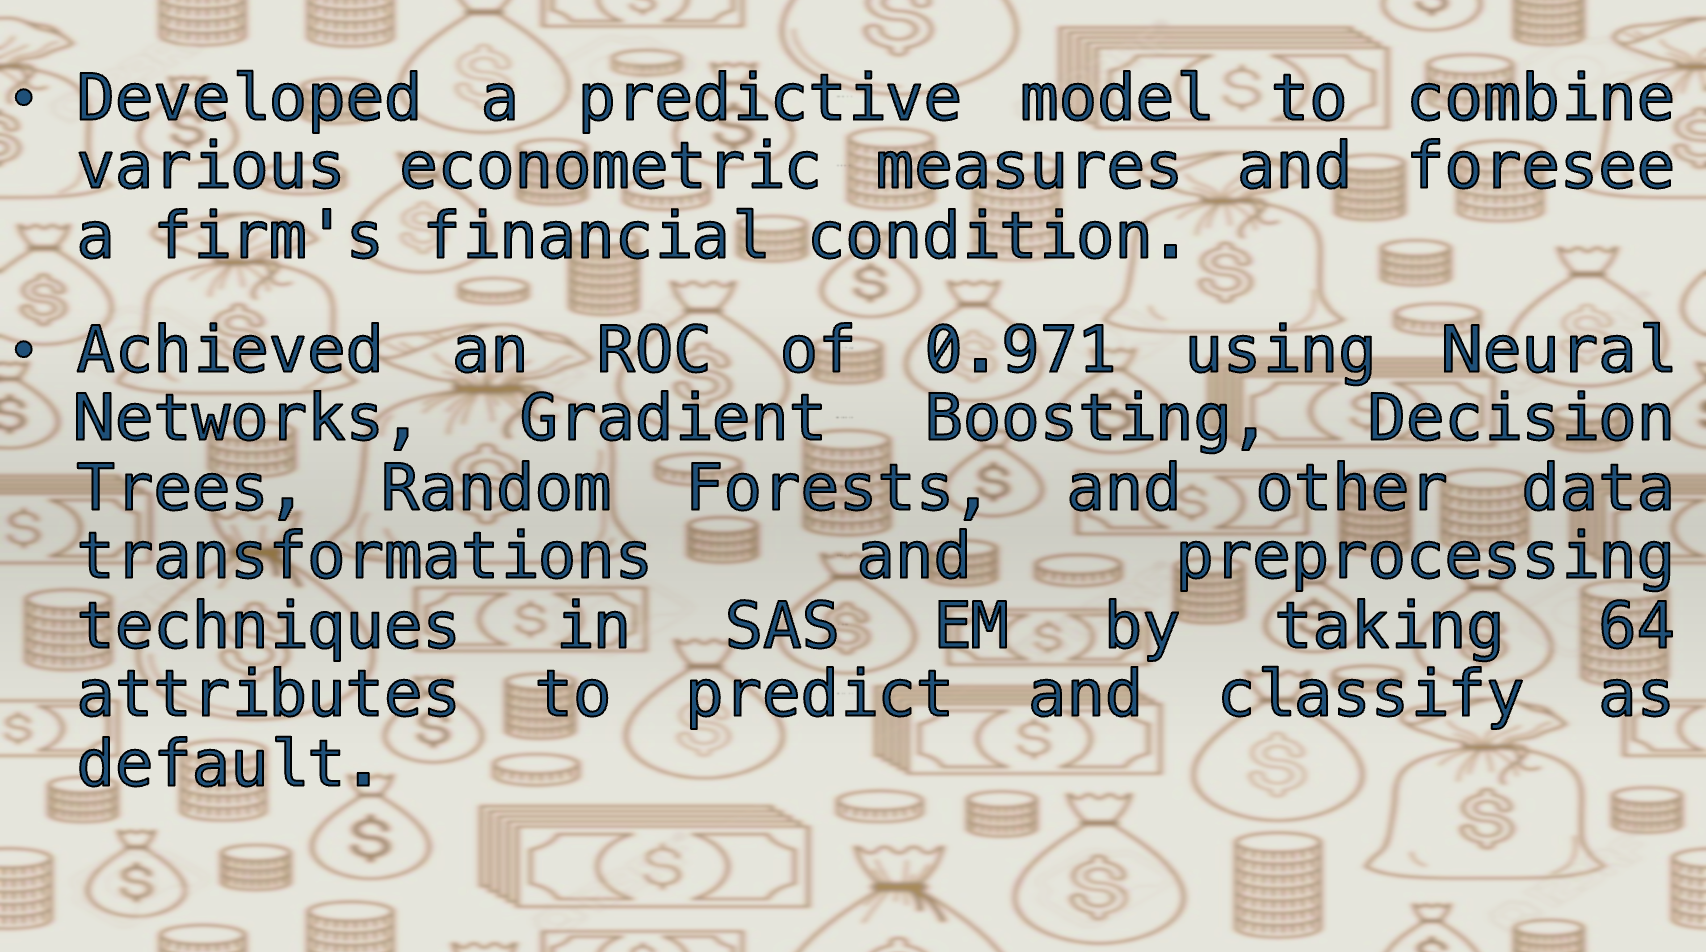 • Developed a predictive model to combine
various econometric measures and foresee
a firm's financial condition.
• Achieved an ROC of 0.971 using Neural
Networks, Gradient Boosting, Decision
Trees, Random Forests, and other data
transformations and preprocessing
techniques in SAS EM by taking 64
attributes to predict and classify as
default.